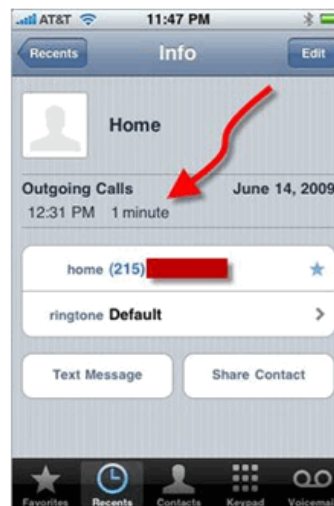 AT&T 11:47 PM
Recents Info Edit
Home
Outgoing Calls June 14, 2009
12:31 PM 1 minute
home (215)
ringtone Default
Text Message Share Contact
Favorites Recents Contacts Keypad Voicemail